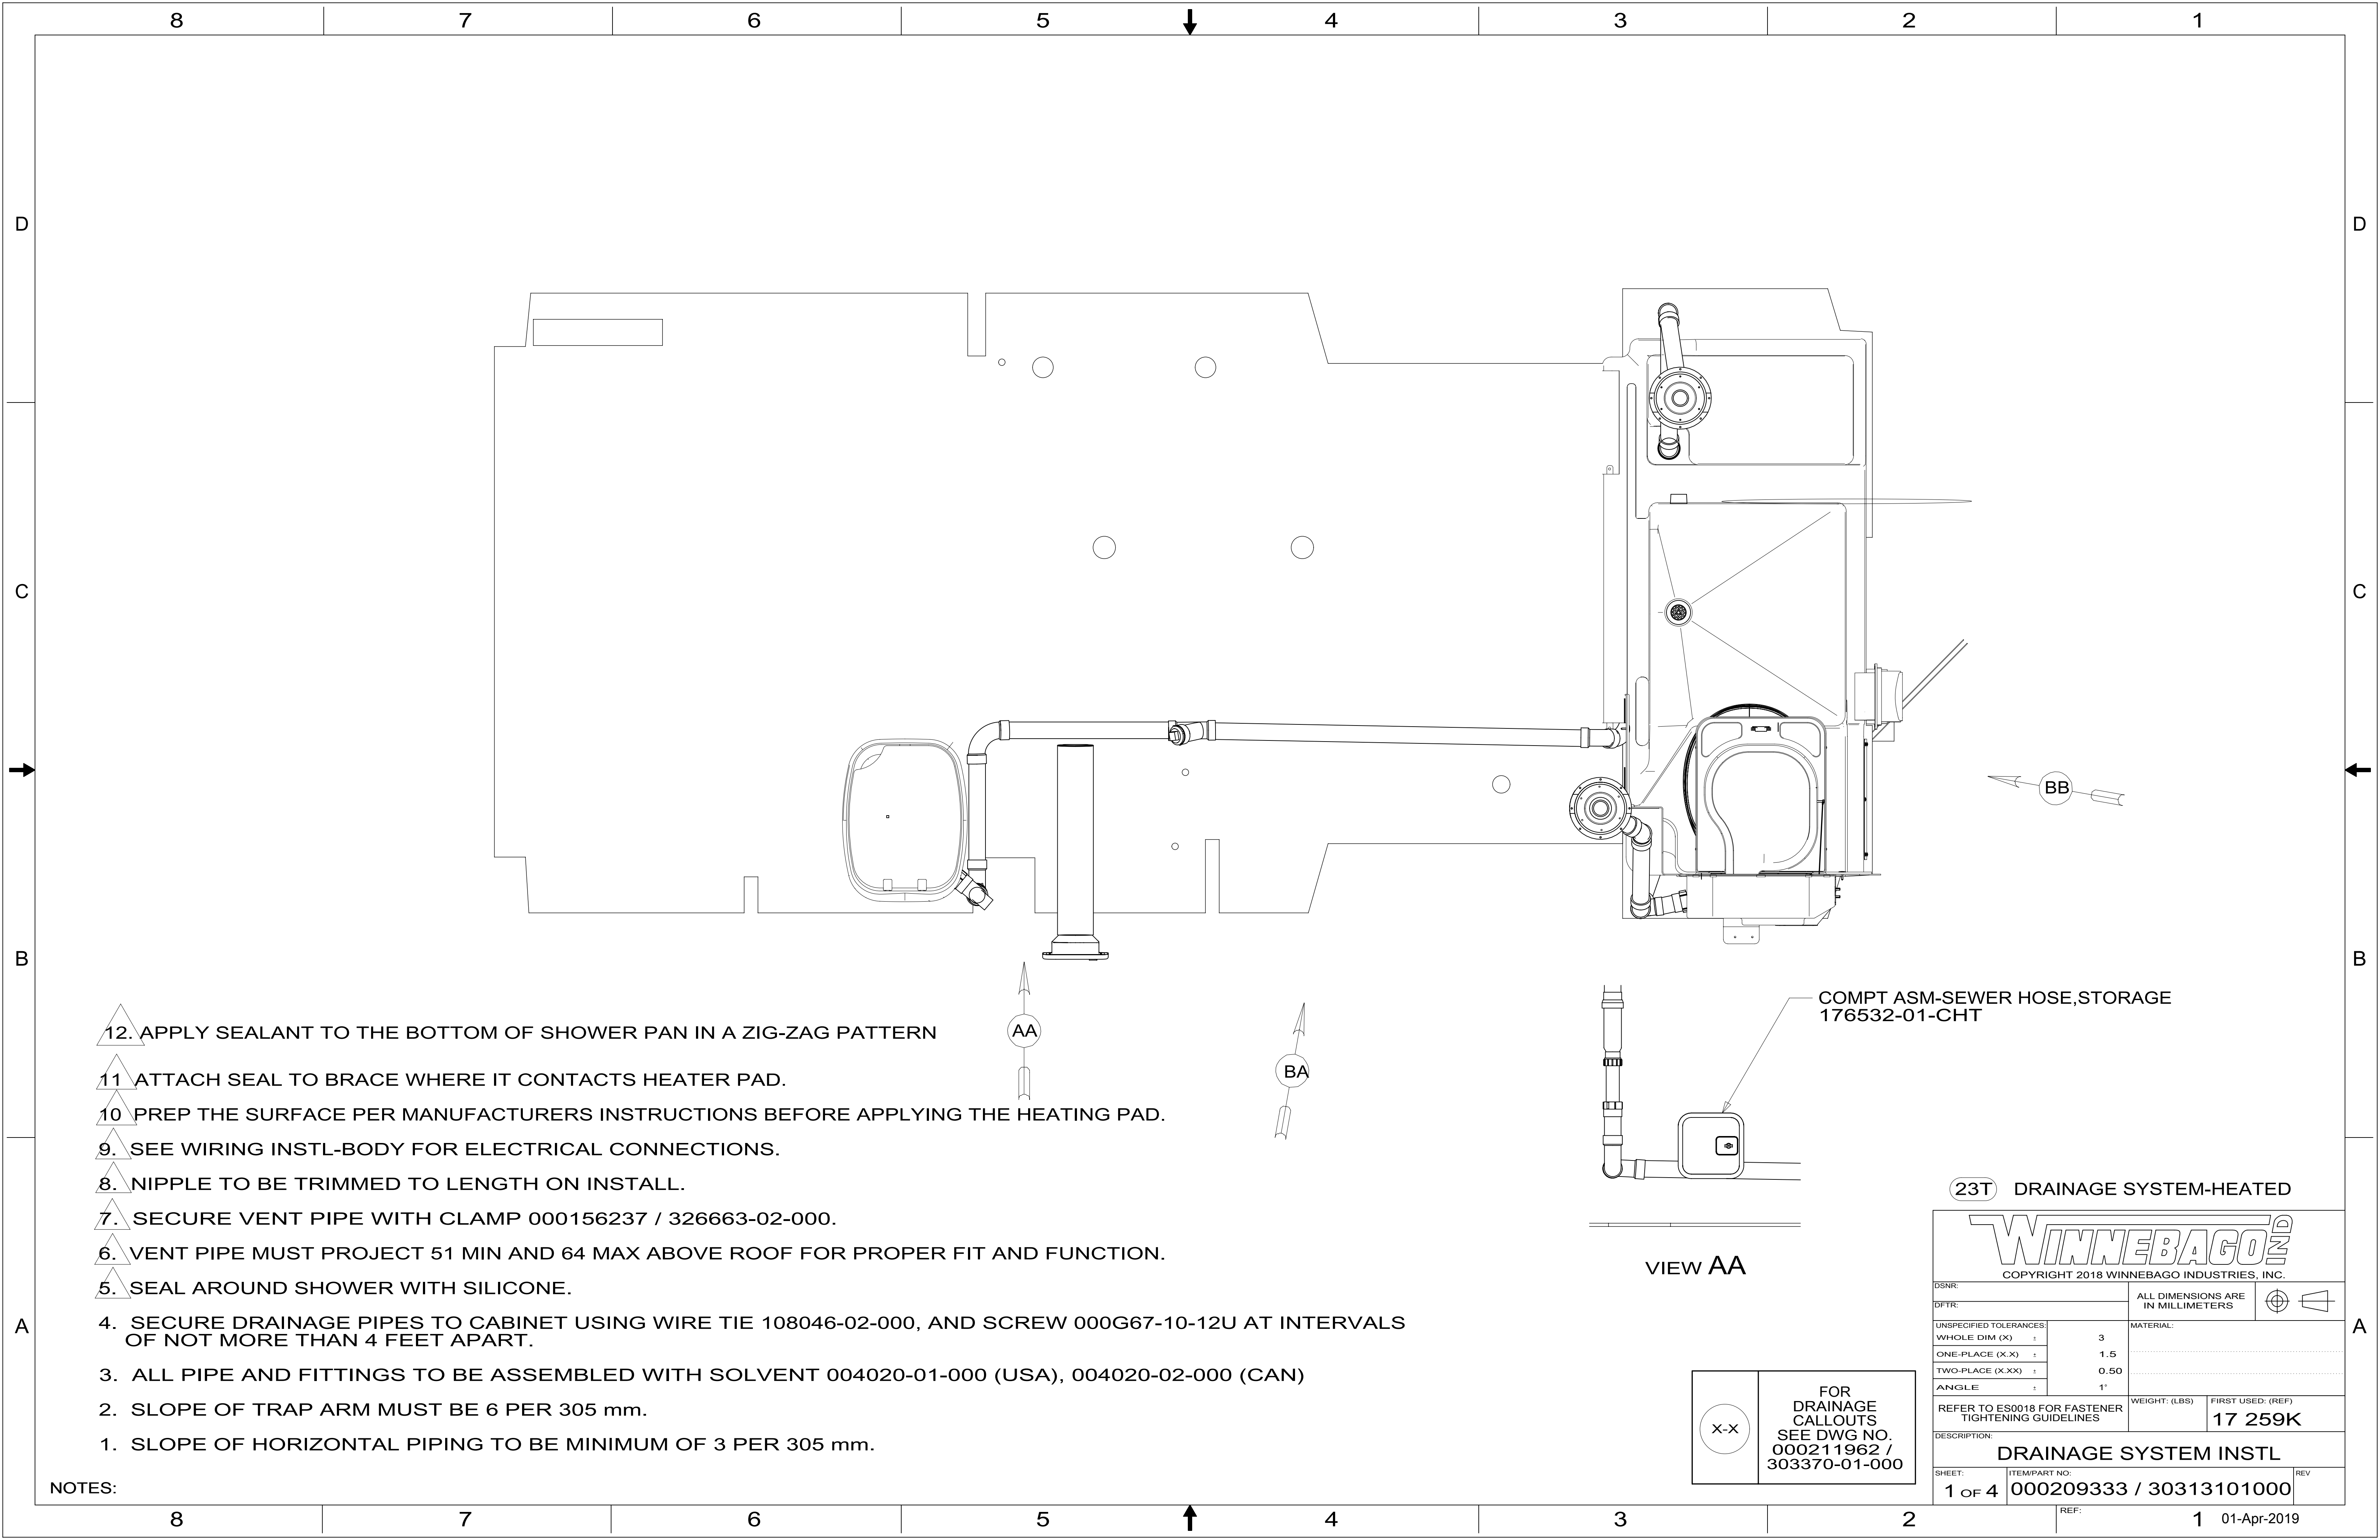 8 7 6 5 4 3 2 1
D D
C C
B B
A A
AA
BA
BB
COMPT ASM-SEWER HOSE,STORAGE
176532-01-CHT
VIEW AA
12. APPLY SEALANT TO THE BOTTOM OF SHOWER PAN IN A ZIG-ZAG PATTERN
11 ATTACH SEAL TO BRACE WHERE IT CONTACTS HEATER PAD.
10 PREP THE SURFACE PER MANUFACTURERS INSTRUCTIONS BEFORE APPLYING THE HEATING PAD.
9. SEE WIRING INSTL-BODY FOR ELECTRICAL CONNECTIONS.
8. NIPPLE TO BE TRIMMED TO LENGTH ON INSTALL.
7. SECURE VENT PIPE WITH CLAMP 000156237 / 326663-02-000.
6. VENT PIPE MUST PROJECT 51 MIN AND 64 MAX ABOVE ROOF FOR PROPER FIT AND FUNCTION.
5. SEAL AROUND SHOWER WITH SILICONE.
4. SECURE DRAINAGE PIPES TO CABINET USING WIRE TIE 108046-02-000, AND SCREW 000G67-10-12U AT INTERVALS
OF NOT MORE THAN 4 FEET APART.
3. ALL PIPE AND FITTINGS TO BE ASSEMBLED WITH SOLVENT 004020-01-000 (USA), 004020-02-000 (CAN)
2. SLOPE OF TRAP ARM MUST BE 6 PER 305 mm.
1. SLOPE OF HORIZONTAL PIPING TO BE MINIMUM OF 3 PER 305 mm.
NOTES:
X-X
FOR
DRAINAGE
CALLOUTS
SEE DWG NO.
000211962 /
303370-01-000
23T DRAINAGE SYSTEM-HEATED
WINNEBAGO IND
COPYRIGHT 2018 WINNEBAGO INDUSTRIES, INC.
DSNR:
DFTR:
ALL DIMENSIONS ARE
IN MILLIMETERS
UNSPECIFIED TOLERANCES:
WHOLE DIM (X) ± 3
ONE-PLACE (X.X) ± 1.5
TWO-PLACE (X.XX) ± 0.50
ANGLE ± 1°
MATERIAL:
REFER TO ES0018 FOR FASTENER
TIGHTENING GUIDELINES
WEIGHT: (LBS)
FIRST USED: (REF)
17 259K
DESCRIPTION:
DRAINAGE SYSTEM INSTL
SHEET:
1 OF 4
ITEM/PART NO:
000209333 / 30313101000
REV
REF:
8 7 6 5 4 3 2 1
01-Apr-2019